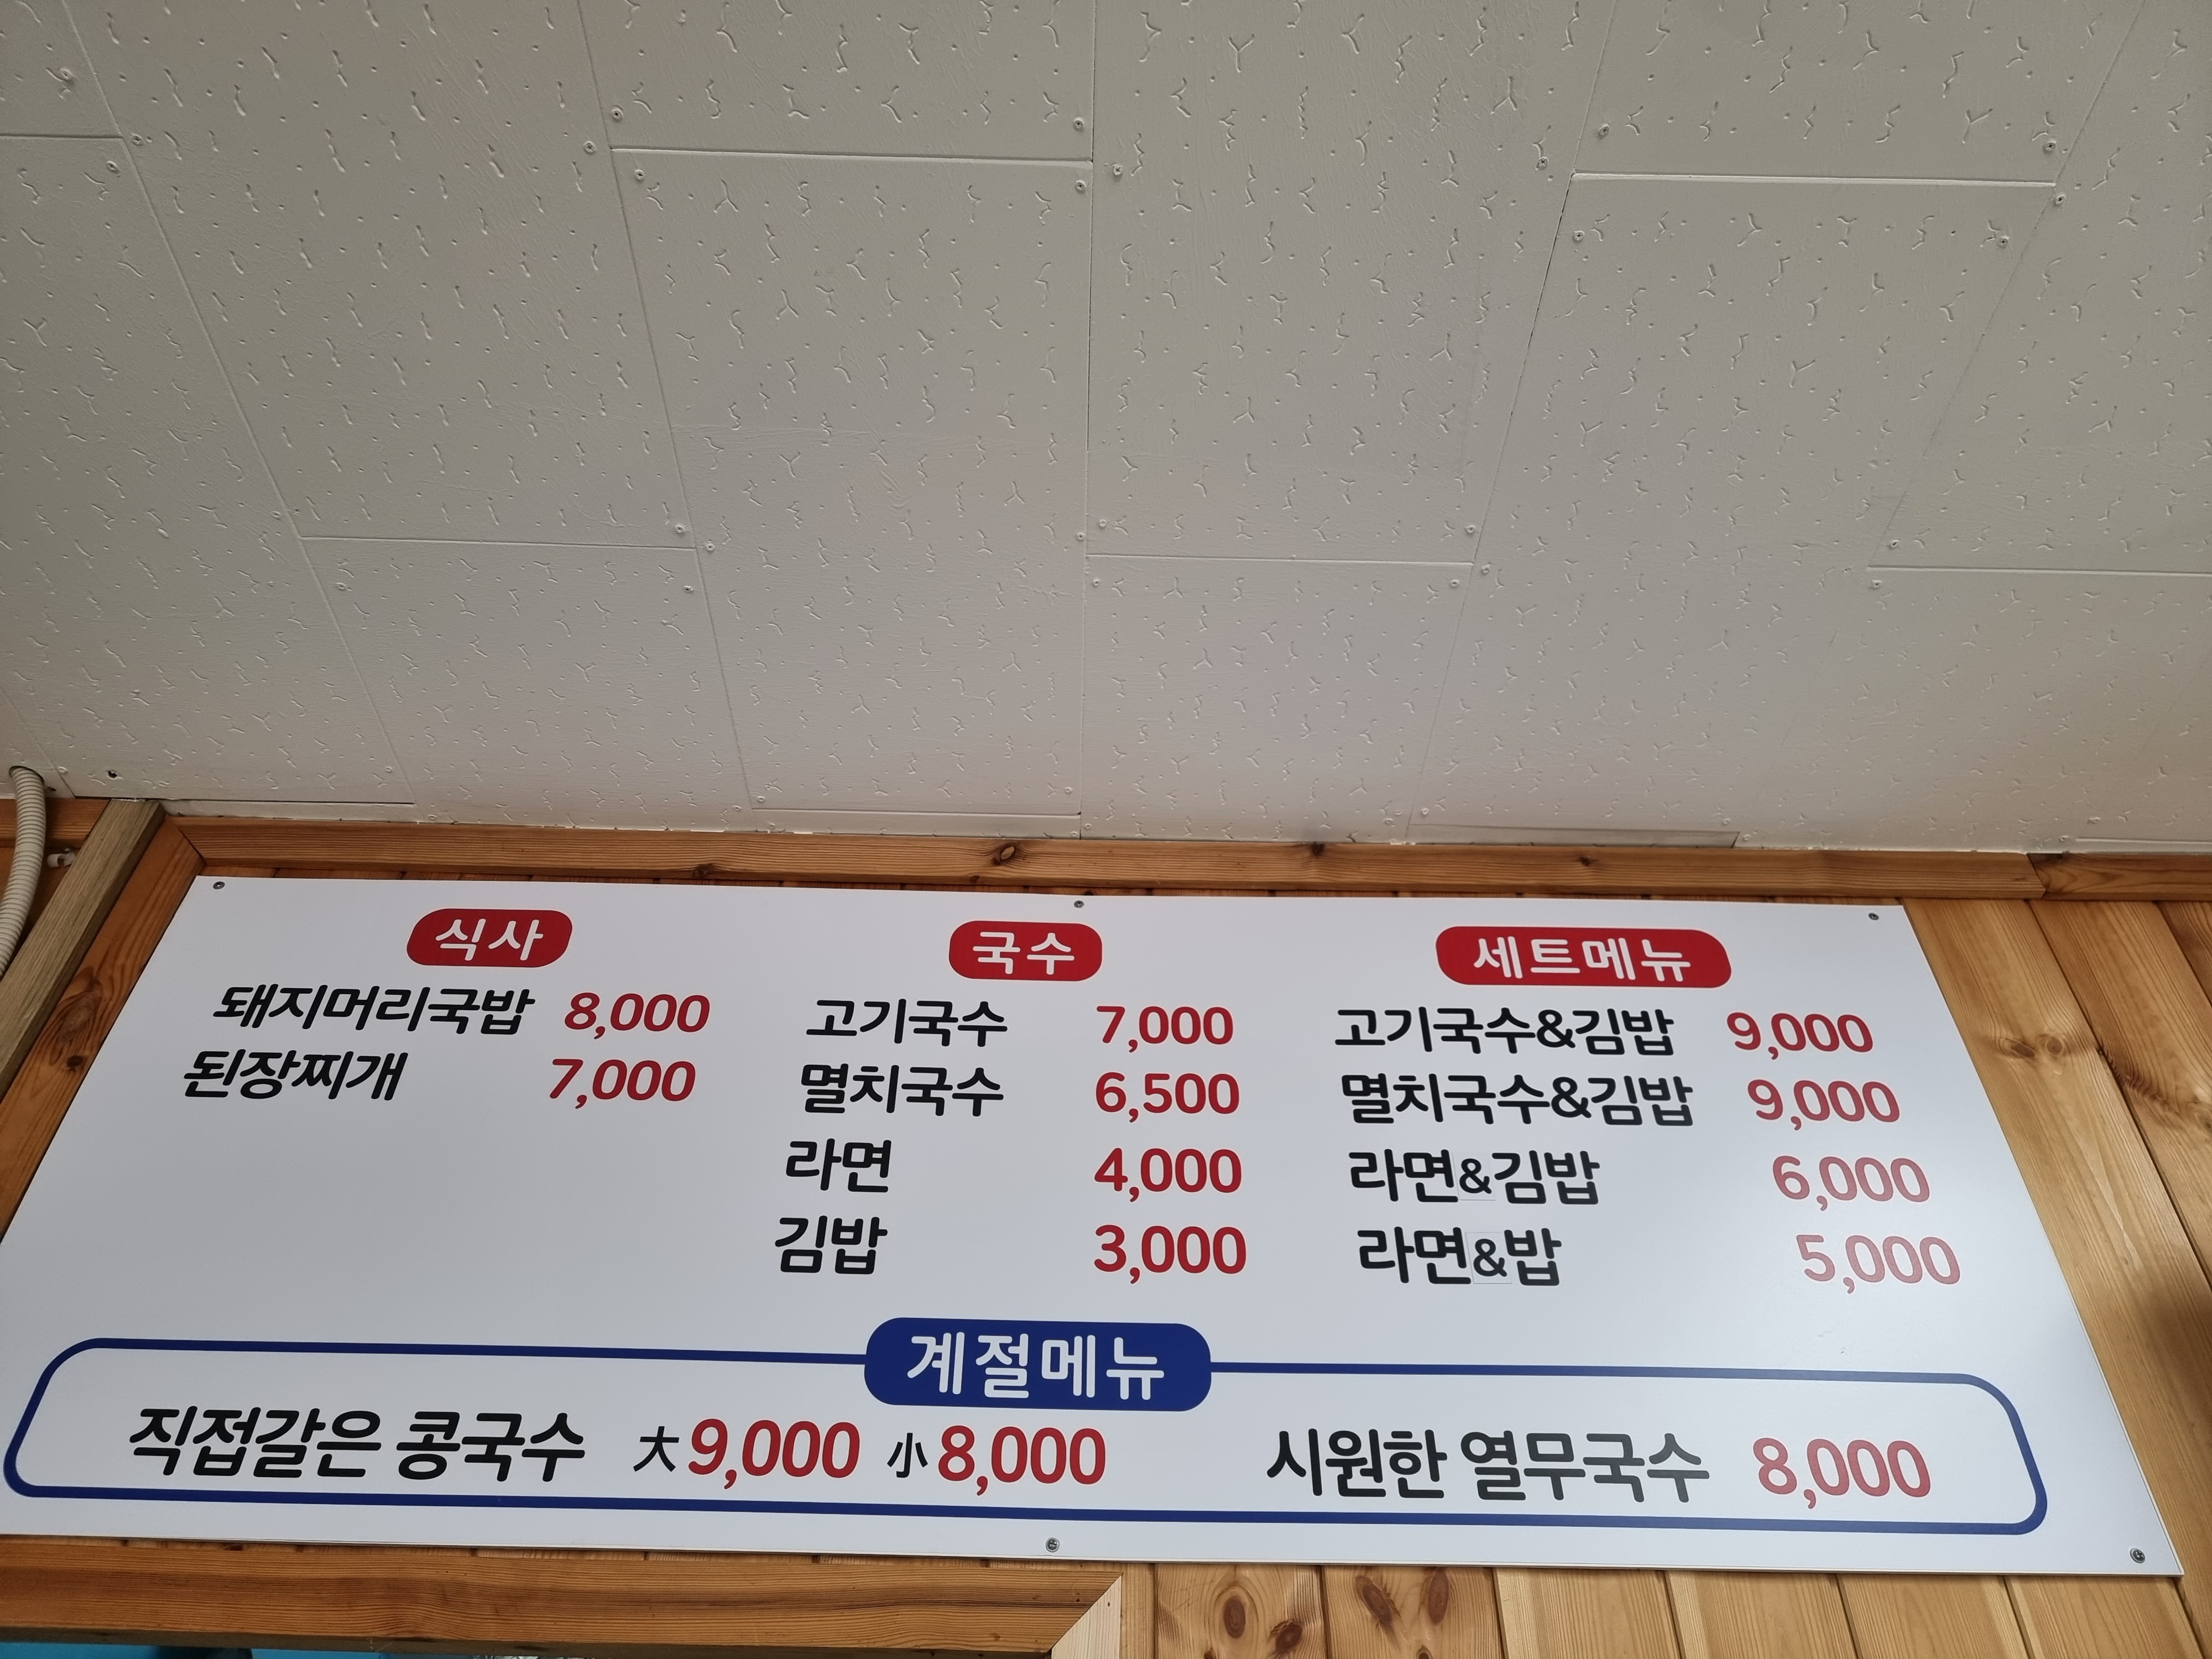 식사
돼지머리국밥 8,000
된장찌개 7,000
국수
고기국수 7,000
멸치국수 6,500
라면 4,000
김밥 3,000
세트메뉴
고기국수&김밥 9,000
멸치국수&김밥 9,000
라면&김밥 6,000
라면&밥 5,000
계절메뉴
직접갈은 콩국수 大 9,000 小 8,000
시원한 열무국수 8,000